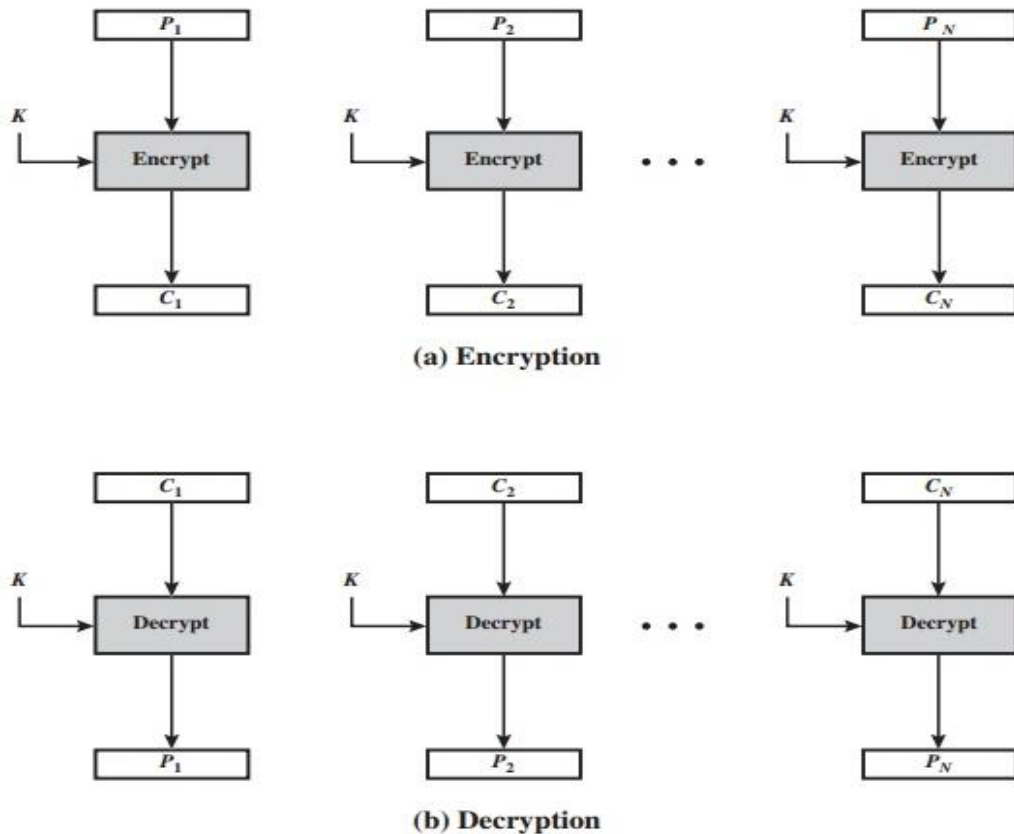 P1 P2 PN
K K K
Encrypt Encrypt • • • Encrypt
C1 C2 CN
(a) Encryption
C1 C2 CN
K K K
Decrypt Decrypt • • • Decrypt
P1 P2 PN
(b) Decryption